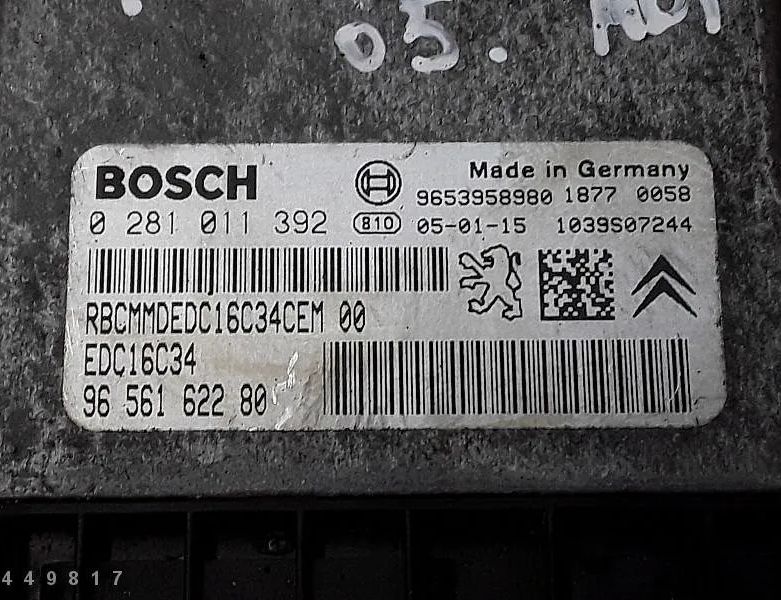 05.
BOSCH
Made in Germany
9653958980 1877 0058
0 281 011 392 810 05-01-15 1039S07244
RBCMMDEDC16C34CEM 00
EDC16C34
96 561 622 80
449817